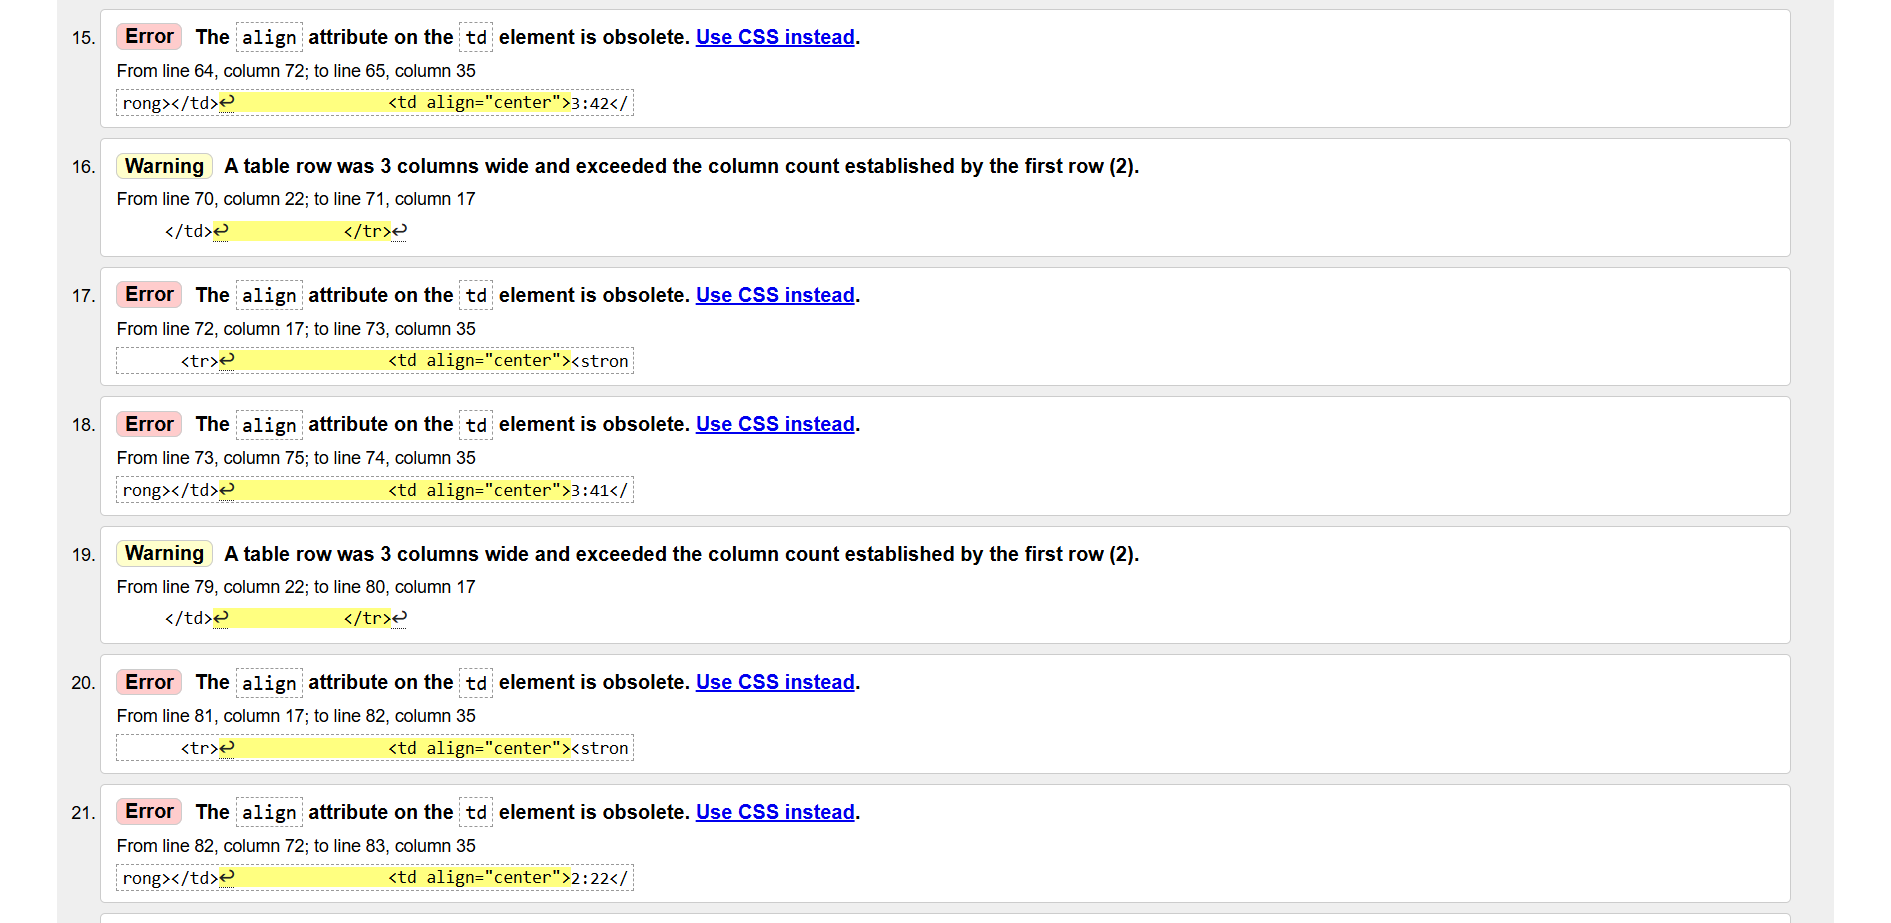 15. Error The align attribute on the td element is obsolete. Use CSS instead.
From line 64, column 72; to line 65, column 35
rong></td>↩                <td align="center">3:42</
16. Warning A table row was 3 columns wide and exceeded the column count established by the first row (2).
From line 70, column 22; to line 71, column 17
</td>↩            </tr>↩
17. Error The align attribute on the td element is obsolete. Use CSS instead.
From line 72, column 17; to line 73, column 35
<tr>↩                <td align="center"><stron
18. Error The align attribute on the td element is obsolete. Use CSS instead.
From line 73, column 75; to line 74, column 35
rong></td>↩                <td align="center">3:41</
19. Warning A table row was 3 columns wide and exceeded the column count established by the first row (2).
From line 79, column 22; to line 80, column 17
</td>↩            </tr>↩
20. Error The align attribute on the td element is obsolete. Use CSS instead.
From line 81, column 17; to line 82, column 35
<tr>↩                <td align="center"><stron
21. Error The align attribute on the td element is obsolete. Use CSS instead.
From line 82, column 72; to line 83, column 35
rong></td>↩                <td align="center">2:22</